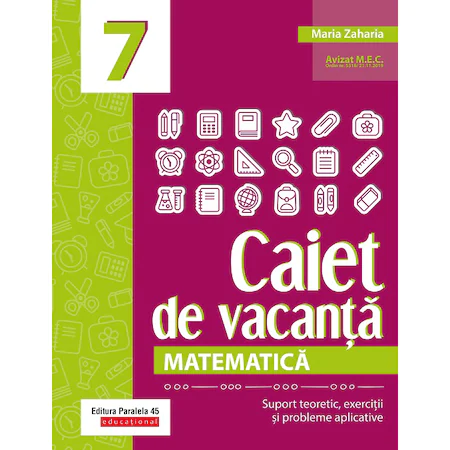 7
Maria Zaharia
Avizat M.E.C.
Caiet
de vacanță
MATEMATICĂ
Suport teoretic, exerciții
și probleme aplicative
Editura Paralela 45
educațional